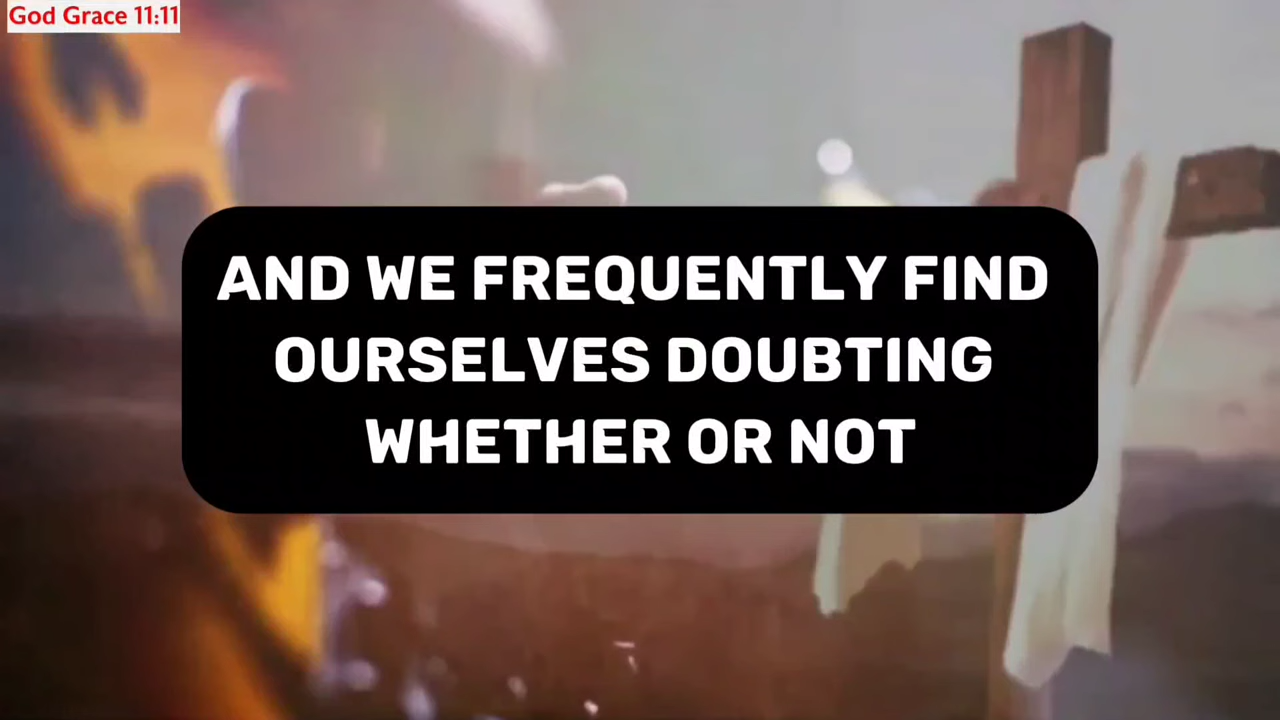 God Grace 11:11
AND WE FREQUENTLY FIND
OURSELVES DOUBTING
WHETHER OR NOT